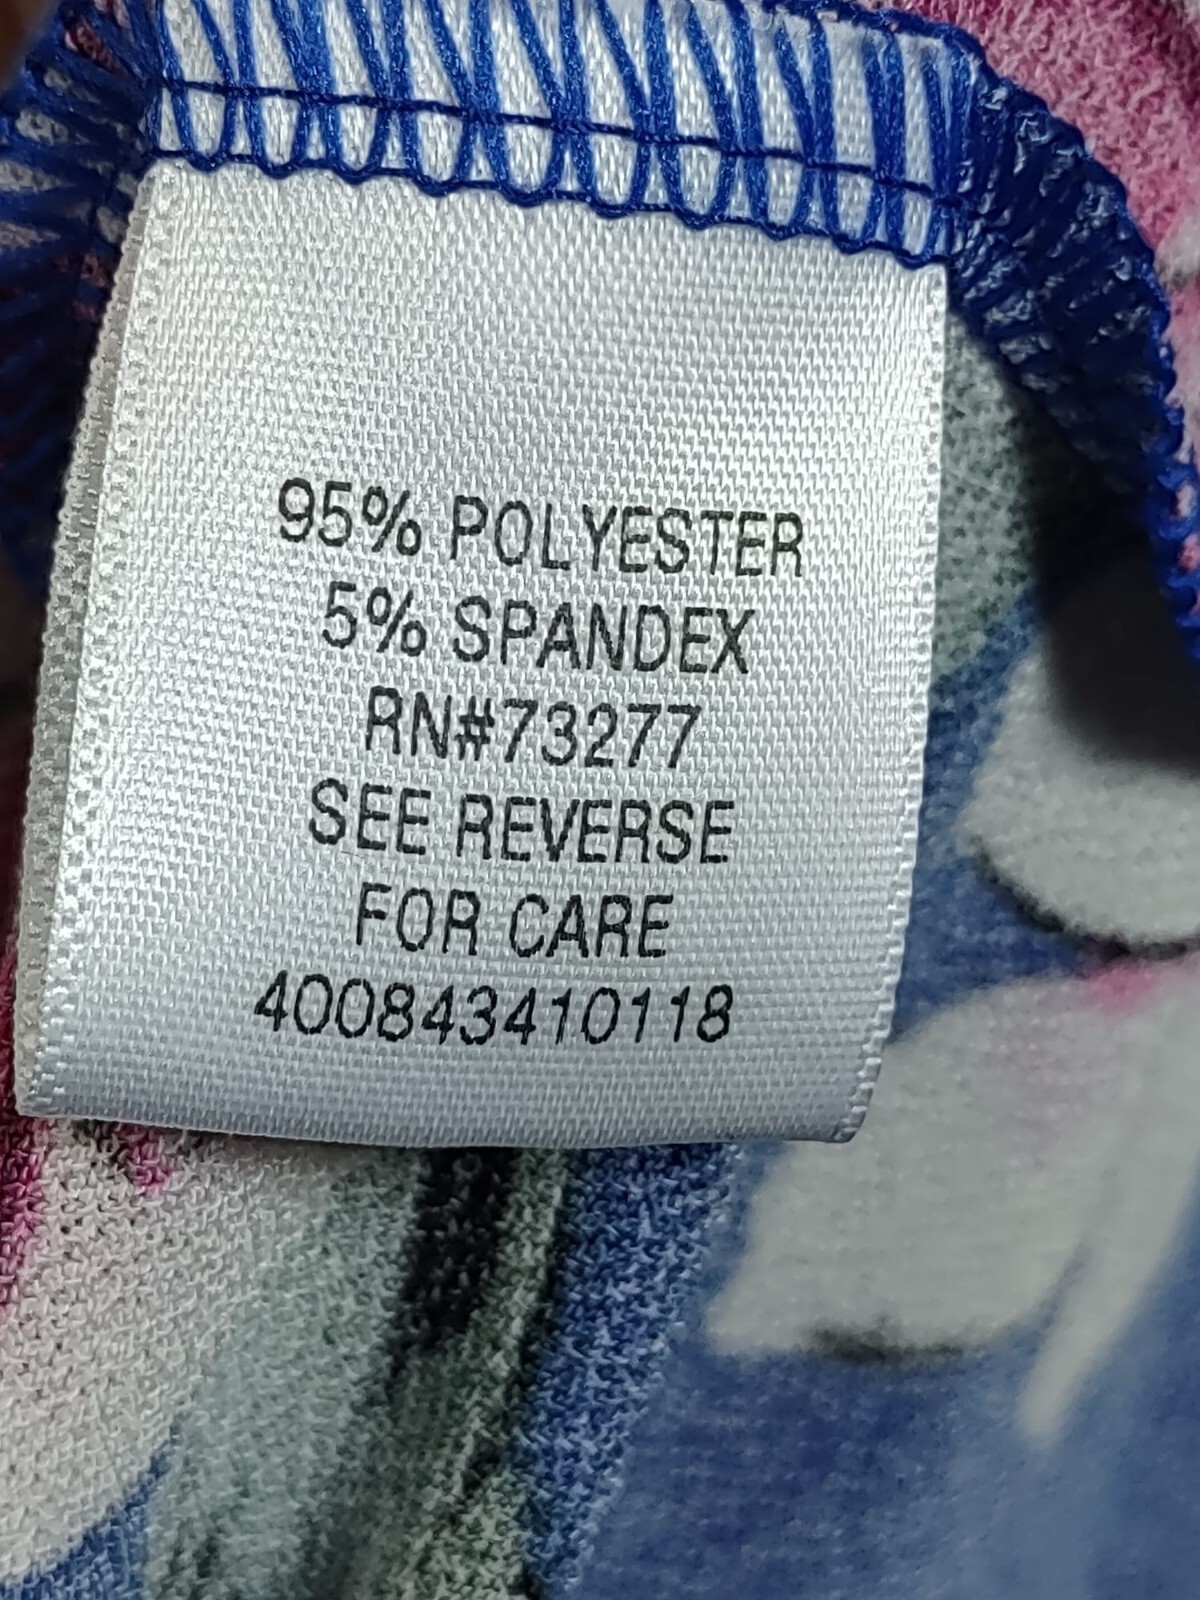 95% POLYESTER
5% SPANDEX
RN#73277
SEE REVERSE
FOR CARE
400843410118